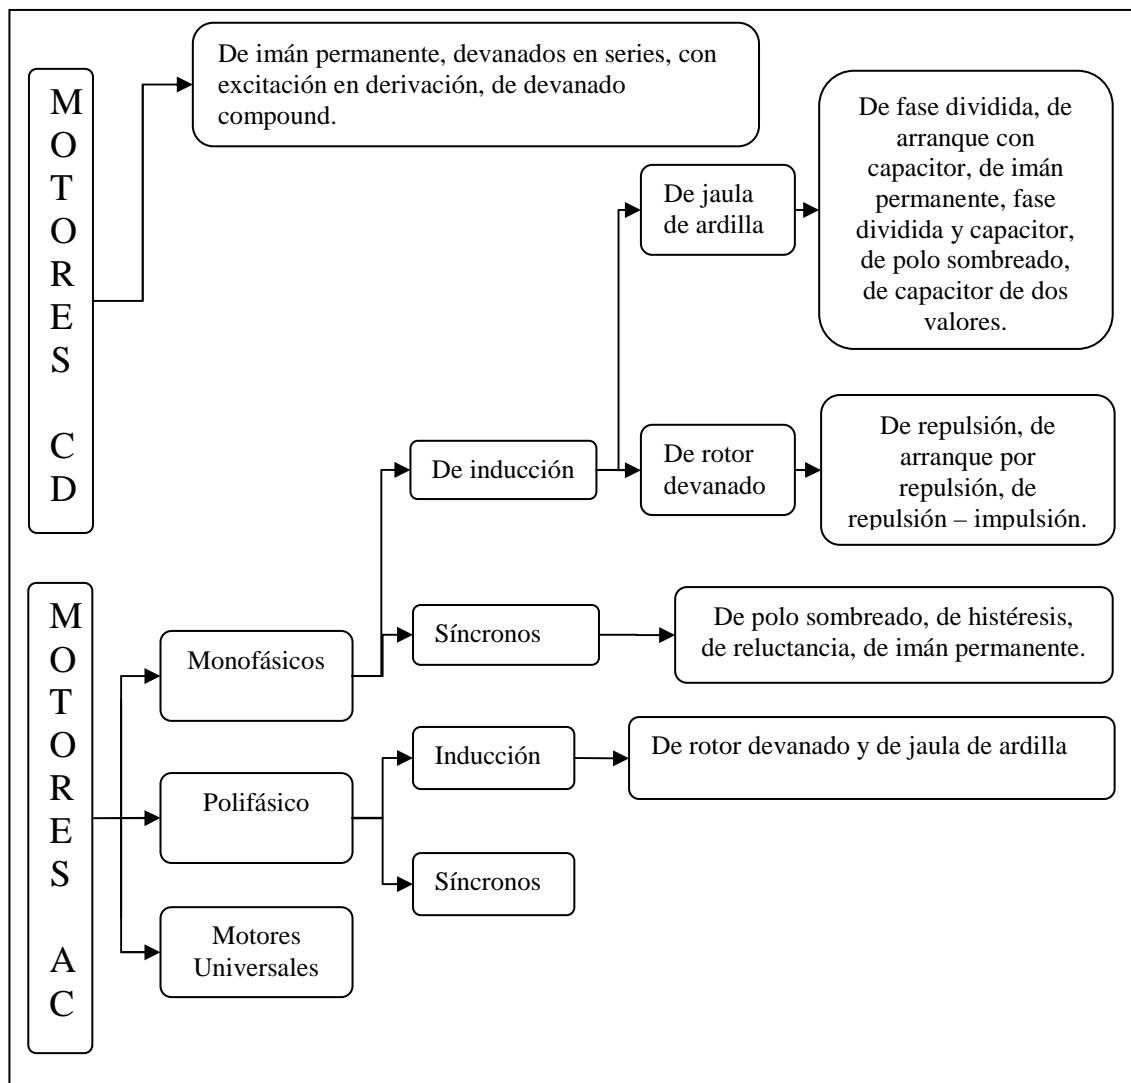 MOTORES CD
De imán permanente, devanados en series, con
excitación en derivación, de devanado
compound.
De jaula
de ardilla
De fase dividida, de
arranque con
capacitor, de imán
permanente, fase
dividida y capacitor,
de polo sombreado,
de capacitor de dos
valores.
De inducción
De rotor
devanado
De repulsión, de
arranque por
repulsión, de
repulsión – impulsión.
MOTORES AC
Monofásicos
Síncronos
De polo sombreado, de histéresis,
de reluctancia, de imán permanente.
Polifásico
Inducción
De rotor devanado y de jaula de ardilla
Síncronos
Motores
Universales